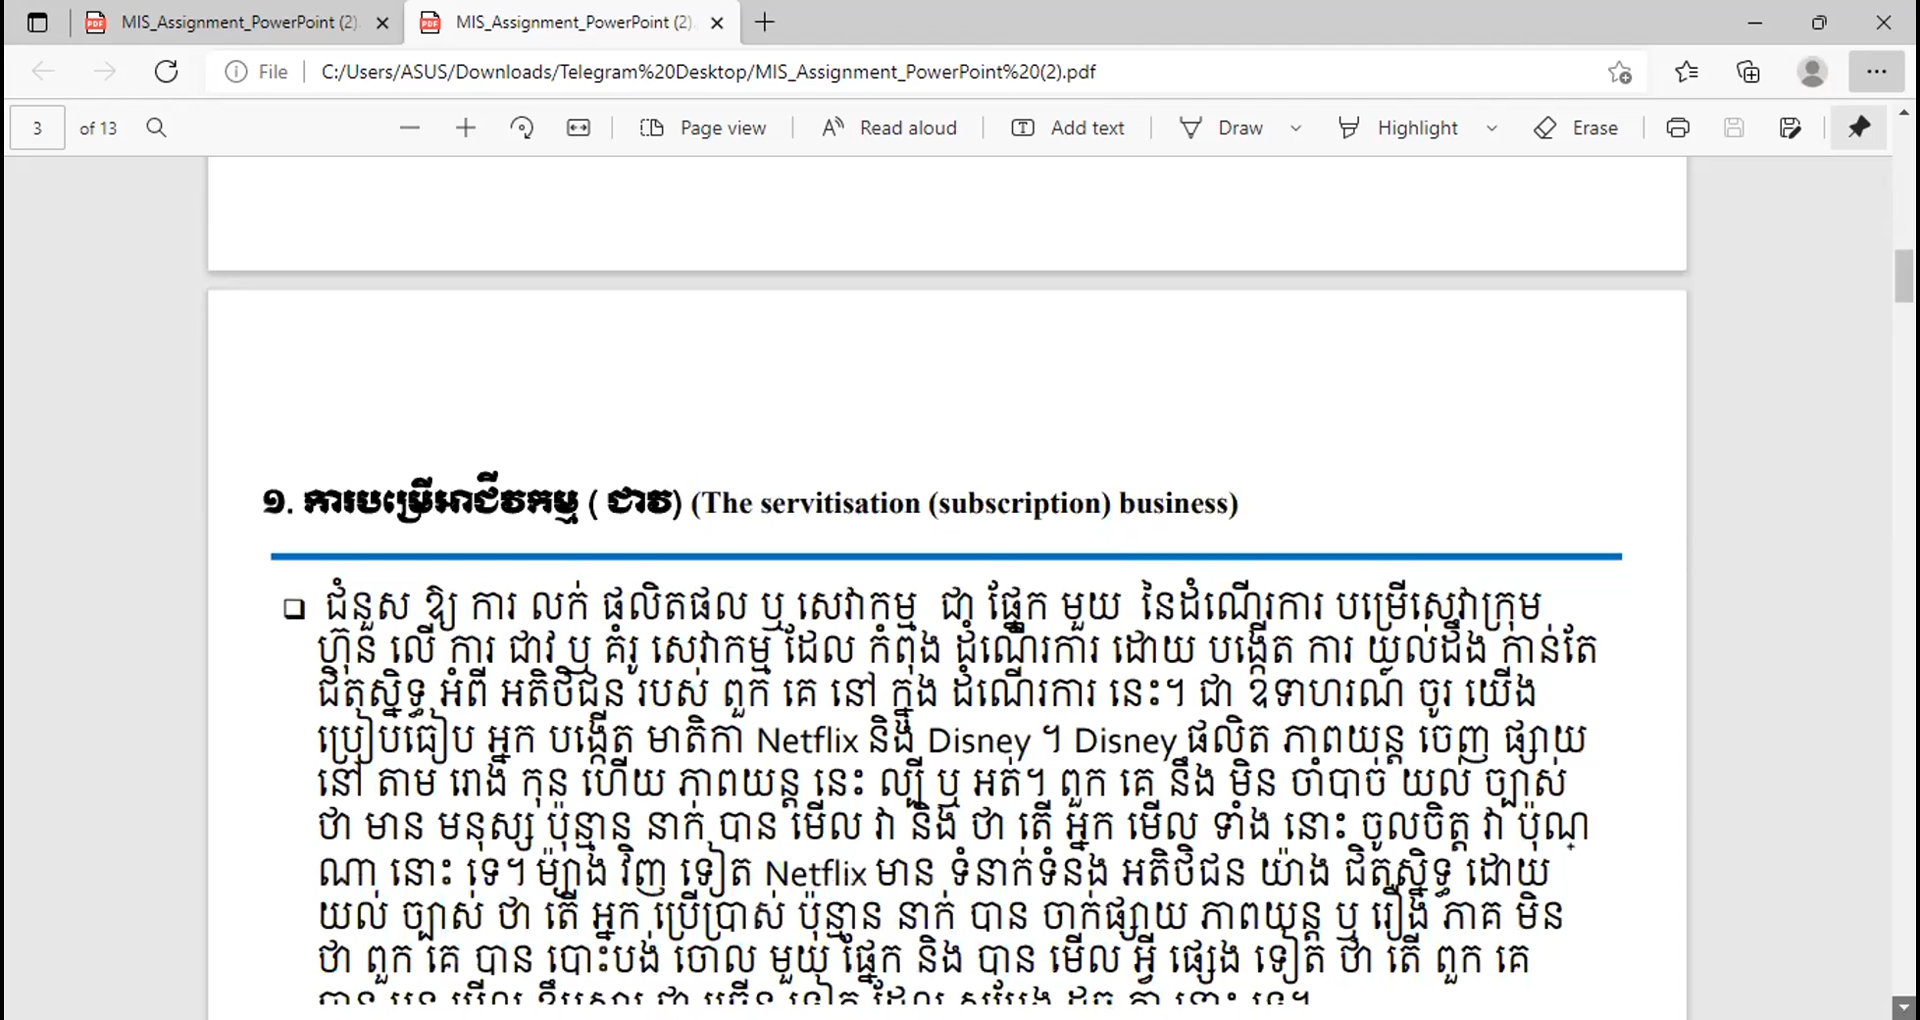 MIS_Assignment_PowerPoint (2).
MIS_Assignment_PowerPoint (2).
File
C:/Users/ASUS/Downloads/Telegram%20Desktop/MIS_Assignment_PowerPoint%20(2).pdf
3 of 13
Page view
Read aloud
Add text
Draw
Highlight
Erase
១. ការបម្រើអាជីវកម្ម ( ជាវ) (The servitisation (subscription) business)
ជំនួស ឱ្យ ការ លក់ ផលិតផល ឬ សេវាកម្ម ជា ផ្នែក មួយ នៃដំណើរការ បម្រើសេវាក្រុម
ហ៊ុន លើ ការ ជាវ ឬ គំរូ សេវាកម្ម ដែល កំពុង ដំណើរការ ដោយ បង្កើត ការ យល់ដឹង កាន់តែ
ជិតស្និទ្ធ អំពី អតិថិជន របស់ ពួក គេ នៅ ក្នុង ដំណើរការ នេះ។ ជា ឧទាហរណ៍ ចូរ យើង
ប្រៀបធៀប អ្នក បង្កើត មាតិកា Netflix និង Disney ។ Disney ផលិត ភាពយន្ត ចេញ ផ្សាយ
នៅ តាម រោង កុន ហើយ ភាពយន្ត នេះ ល្បី ឬ អត់។ ពួក គេ នឹង មិន ចាំបាច់ យល់ ច្បាស់
ថា មាន មនុស្ស ប៉ុន្មាន នាក់ បាន មើល វា និង ថា តើ អ្នក មើល ទាំង នោះ ចូលចិត្ត វា ប៉ុណ្
ណា នោះ ទេ។ ម៉្យាង វិញ ទៀត Netflix មាន ទំនាក់ទំនង អតិថិជន យ៉ាង ជិតស្និទ្ធ ដោយ
យល់ ច្បាស់ ថា តើ អ្នក ប្រើប្រាស់ ប៉ុន្មាន នាក់ បាន ចាក់ផ្សាយ ភាពយន្ត ឬ រឿង ភាគ មិន
ថា ពួក គេ បាន បោះបង់ ចោល មួយ ផ្នែក និង បាន មើល អ្វី ផ្សេង ទៀត ថា តើ ពួក គេ